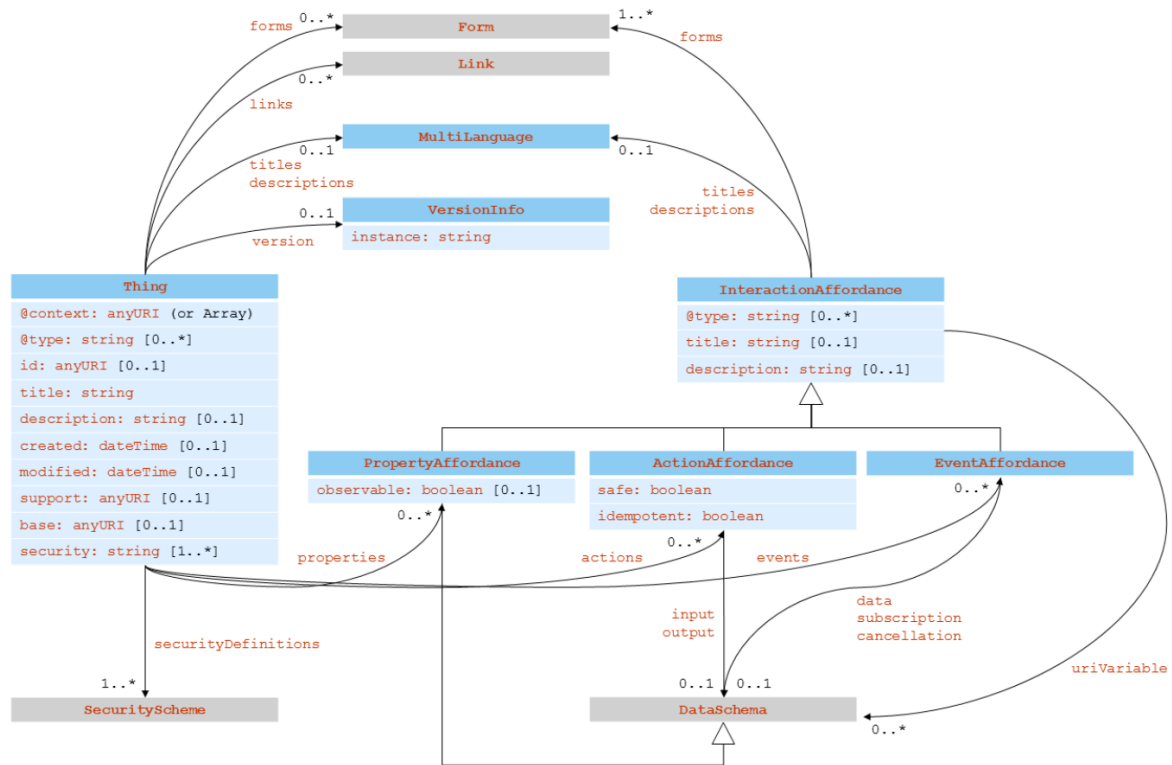 0..*
forms
Form
1..*
forms
Link
0..*
links
MultiLanguage
0..1
titles
descriptions
0..1
titles
descriptions
0..1
version
VersionInfo
instance: string
Thing
@context: anyURI (or Array)
@type: string [0..*]
id: anyURI [0..1]
title: string
description: string [0..1]
created: dateTime [0..1]
modified: dateTime [0..1]
support: anyURI [0..1]
base: anyURI [0..1]
security: string [1..*]
InteractionAffordance
@type: string [0..*]
title: string [0..1]
description: string [0..1]
PropertyAffordance
observable: boolean [0..1]
ActionAffordance
safe: boolean
idempotent: boolean
EventAffordance
0..*
0..*
0..*
properties
actions
events
input
output
data
subscription
cancellation
securityDefinitions
uriVariable
1..*
SecurityScheme
0..1
0..1
DataSchema
0..*